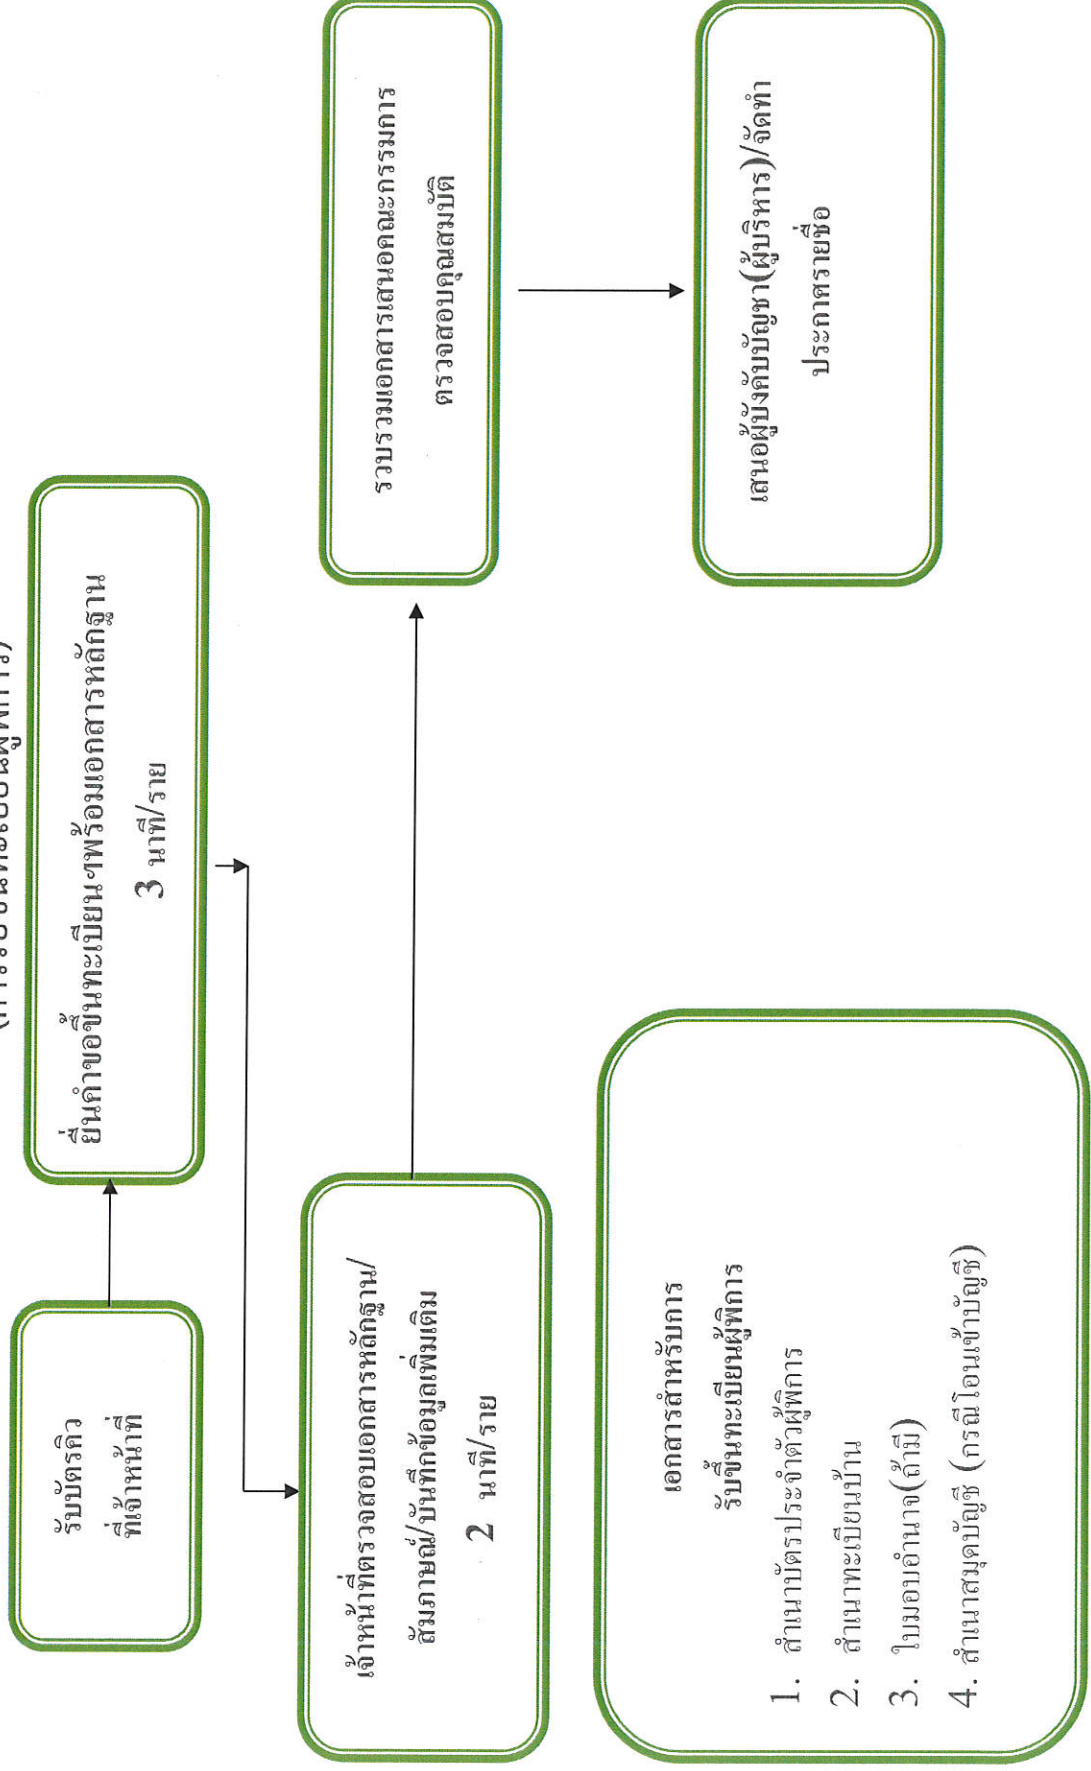 (การรับขึ้นทะเบียนผู้พิการ)
รับบัตรคิว
ที่เจ้าหน้าที่
ยื่นคำขอขึ้นทะเบียนฯพร้อมเอกสารหลักฐาน
3 นาที/ราย
เจ้าหน้าที่ตรวจสอบเอกสารหลักฐาน/
สัมภาษณ์/บันทึกข้อมูลเพิ่มเติม
2 นาที/ราย
รวบรวมเอกสารเสนอคณะกรรมการ
ตรวจสอบคุณสมบัติ
เสนอผู้บังคับบัญชา(ผู้บริหาร)/จัดทำ
ประกาศรายชื่อ
เอกสารสำหรับการ
รับขึ้นทะเบียนผู้พิการ
1. สำเนาบัตรประจำตัวผู้พิการ
2. สำเนาทะเบียนบ้าน
3. ใบมอบอำนาจ(ถ้ามี)
4. สำเนาสมุดบัญชี (กรณีโอนเข้าบัญชี)